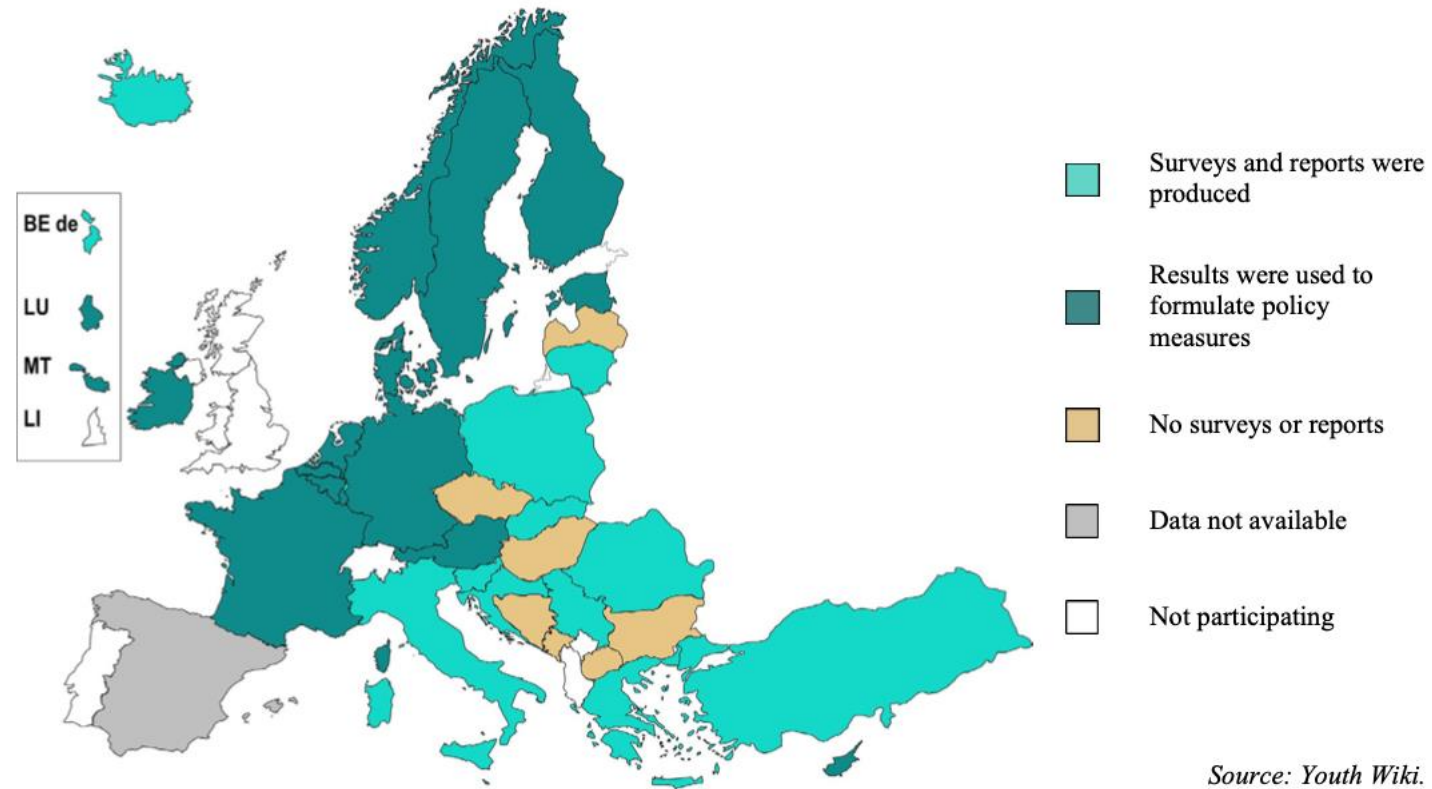 BE de
LU
MT
LI
Surveys and reports were
produced
Results were used to
formulate policy
measures
No surveys or reports
Data not available
Not participating
Source: Youth Wiki.